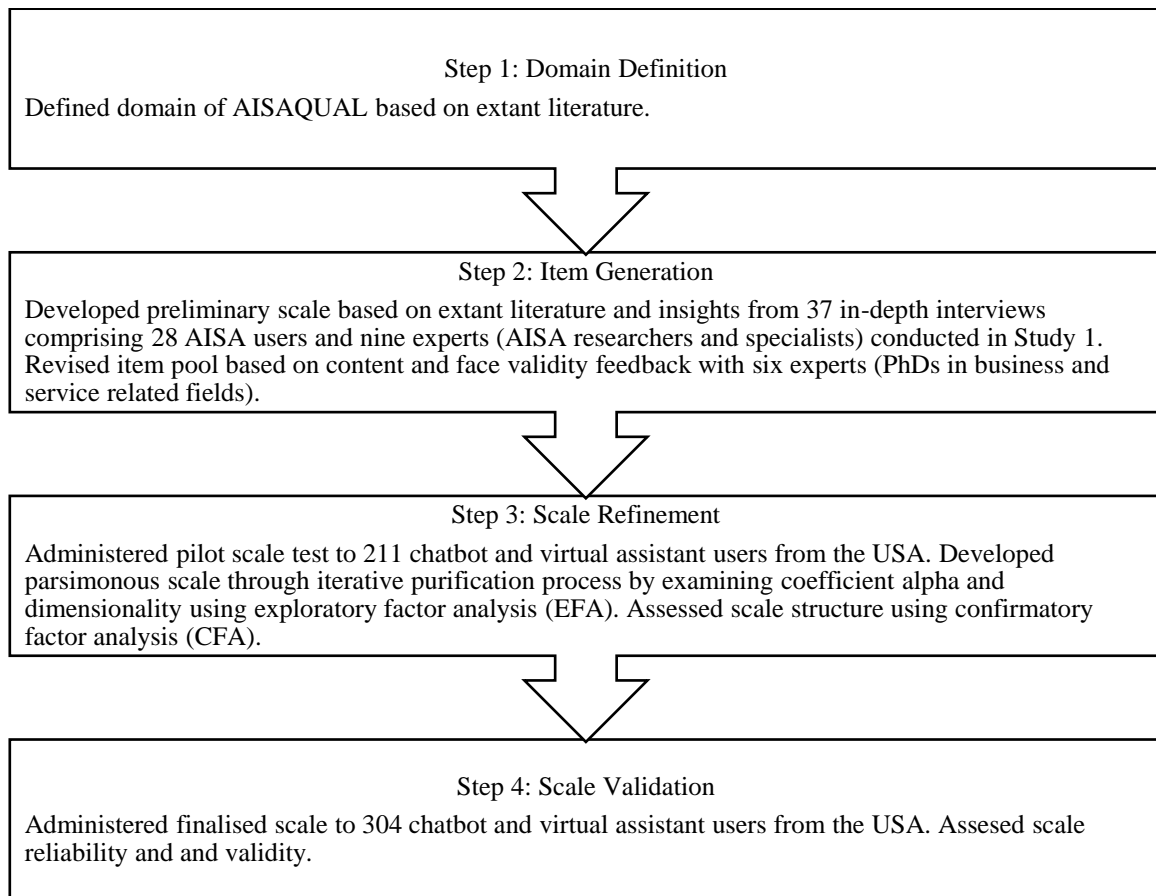 Step 1: Domain Definition
Defined domain of AISAQUAL based on extant literature.
Step 2: Item Generation
Developed preliminary scale based on extant literature and insights from 37 in-depth interviews
comprising 28 AISA users and nine experts (AISA researchers and specialists) conducted in Study 1.
Revised item pool based on content and face validity feedback with six experts (PhDs in business and
service related fields).
Step 3: Scale Refinement
Administered pilot scale test to 211 chatbot and virtual assistant users from the USA. Developed
parsimonious scale through iterative purification process by examining coefficient alpha and
dimensionality using exploratory factor analysis (EFA). Assessed scale structure using confirmatory
factor analysis (CFA).
Step 4: Scale Validation
Administered finalised scale to 304 chatbot and virtual assistant users from the USA. Assesed scale
reliability and and validity.